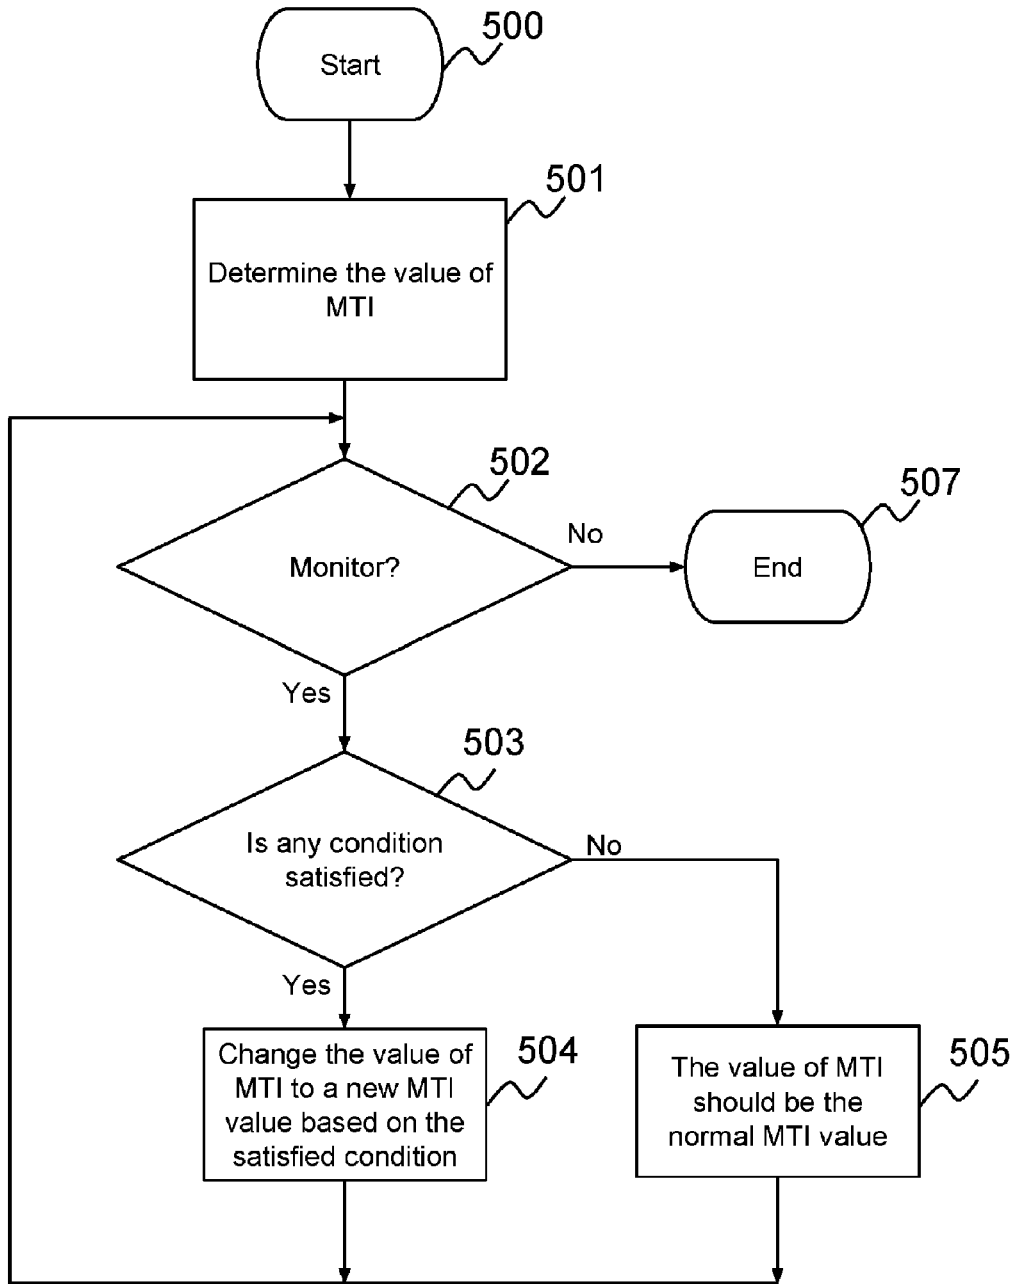 500
Start
501
Determine the value of
MTI
502
Monitor?
No
507
End
Yes
503
Is any condition
satisfied?
No
Yes
Change the value of
MTI to a new MTI
value based on the
satisfied condition
504
The value of MTI
should be the
normal MTI value
505